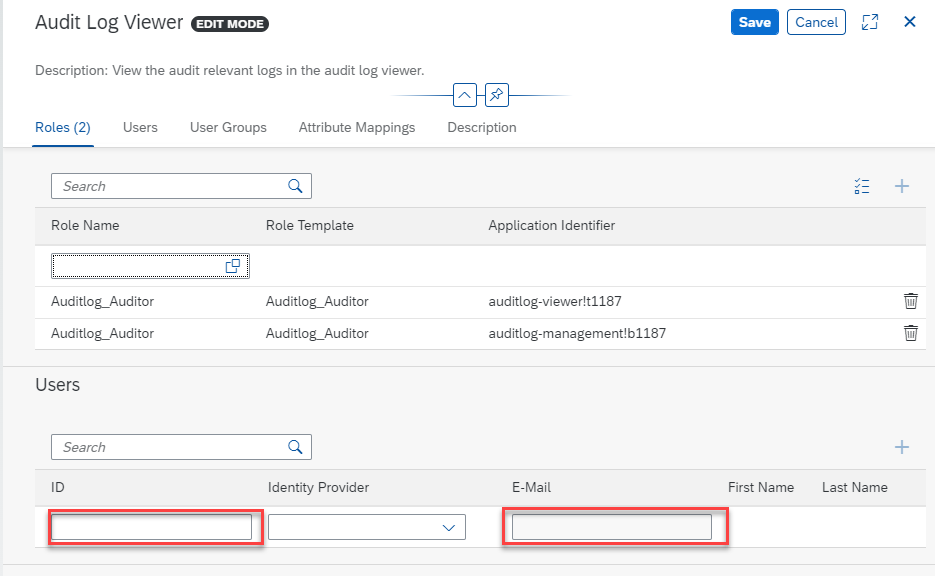 Audit Log Viewer EDIT MODE Save Cancel
Description: View the audit relevant logs in the audit log viewer.
Roles (2) Users User Groups Attribute Mappings Description
Search
Role Name Role Template Application Identifier
Auditlog_Auditor Auditlog_Auditor auditlog-viewer!t1187
Auditlog_Auditor Auditlog_Auditor auditlog-management!b1187
Users
Search
ID Identity Provider E-Mail First Name Last Name